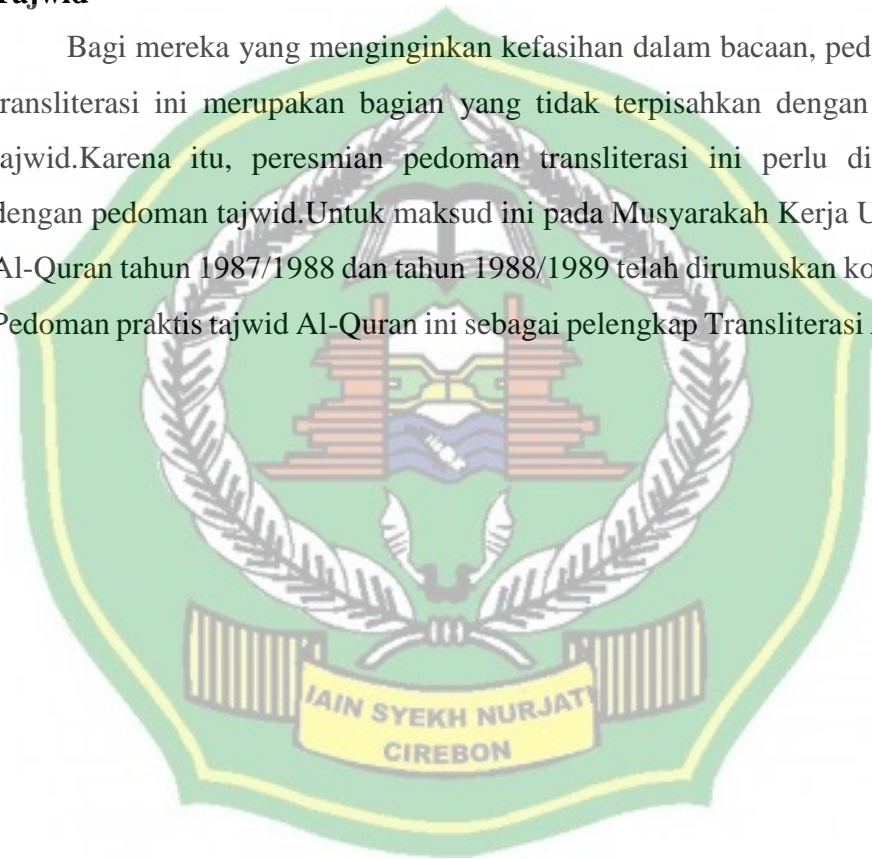 Tajwid
Bagi mereka yang menginginkan kefasihan dalam bacaan, ped
ransliterasi ini merupakan bagian yang tidak terpisahkan dengan
ajwid.Karena itu, peresmian pedoman transliterasi ini perlu di
dengan pedoman tajwid.Untuk maksud ini pada Musyarakah Kerja U
Al-Quran tahun 1987/1988 dan tahun 1988/1989 telah dirumuskan ko
Pedoman praktis tajwid Al-Quran ini sebagai pelengkap Transliterasi
IAIN SYEKH NURJATI
CIREBON